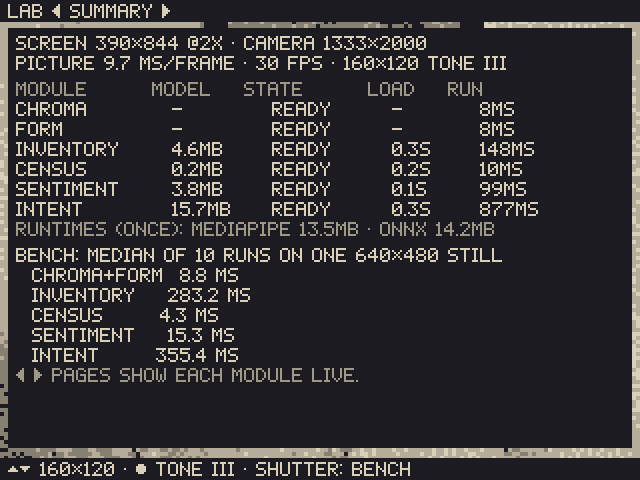 LAB ◀ SUMMARY ▶
SCREEN 390×844 @2X · CAMERA 1333×2000
PICTURE 9.7 MS/FRAME · 30 FPS · 160×120 TONE III
MODULE MODEL STATE LOAD RUN
CHROMA – READY – 8MS
FORM – READY – 8MS
INVENTORY 4.6MB READY 0.3S 148MS
CENSUS 0.2MB READY 0.2S 10MS
SENTIMENT 3.8MB READY 0.1S 99MS
INTENT 15.7MB READY 0.3S 877MS
RUNTIMES (ONCE): MEDIAPIPE 13.5MB · ONNX 14.2MB
BENCH: MEDIAN OF 10 RUNS ON ONE 640×480 STILL
CHROMA+FORM 8.8 MS
INVENTORY 283.2 MS
CENSUS 4.3 MS
SENTIMENT 15.3 MS
INTENT 355.4 MS
◀ ▶ PAGES SHOW EACH MODULE LIVE.
▲▼ 160×120 · ● TONE III · SHUTTER: BENCH